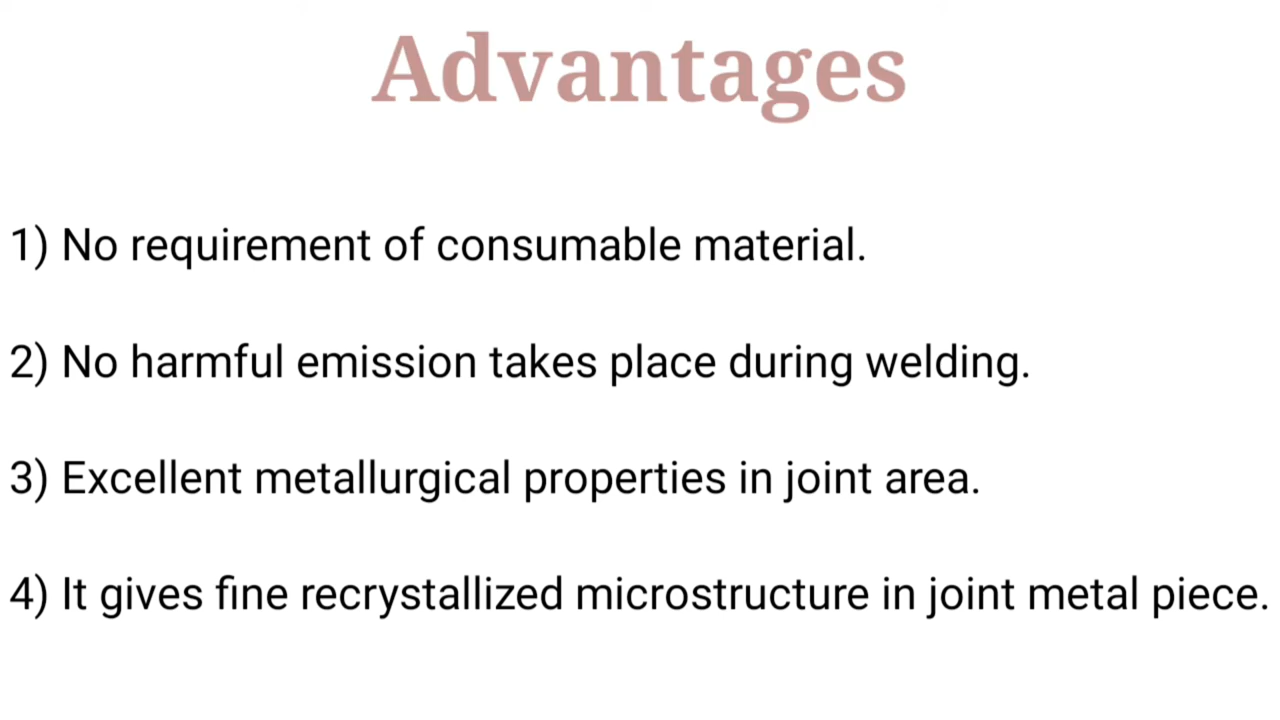 Advantages
1) No requirement of consumable material.
2) No harmful emission takes place during welding.
3) Excellent metallurgical properties in joint area.
4) It gives fine recrystallized microstructure in joint metal piece.